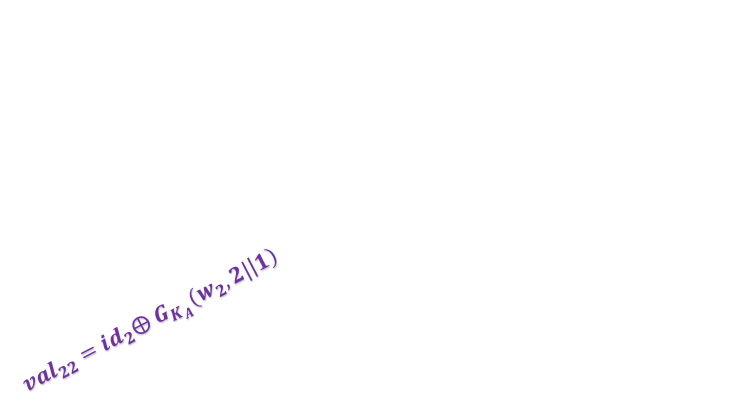 val₂₂ = id₂⊕ G_{K_A}(w₂, 2||1)